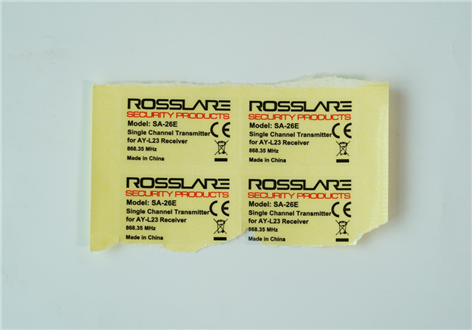 ROSSLARE
SECURITY PRODUCTS
Model: SA-26E
Single Channel Transmitter
for AY-L23 Receiver
868.35 MHz
Made in China
CE
ROSSLARE
SECURITY PRODUCTS
Model: SA-26E
Single Channel Transmitter
for AY-L23 Receiver
868.35 MHz
Made in China
CE
ROSSLARE
SECURITY PRODUCTS
Model: SA-26E
Single Channel Transmitter
for AY-L23 Receiver
868.35 MHz
Made in China
CE
ROSSLARE
SECURITY PRODUCTS
Model: SA-26E
Single Channel Transmitter
for AY-L23 Receiver
868.35 MHz
Made in China
CE